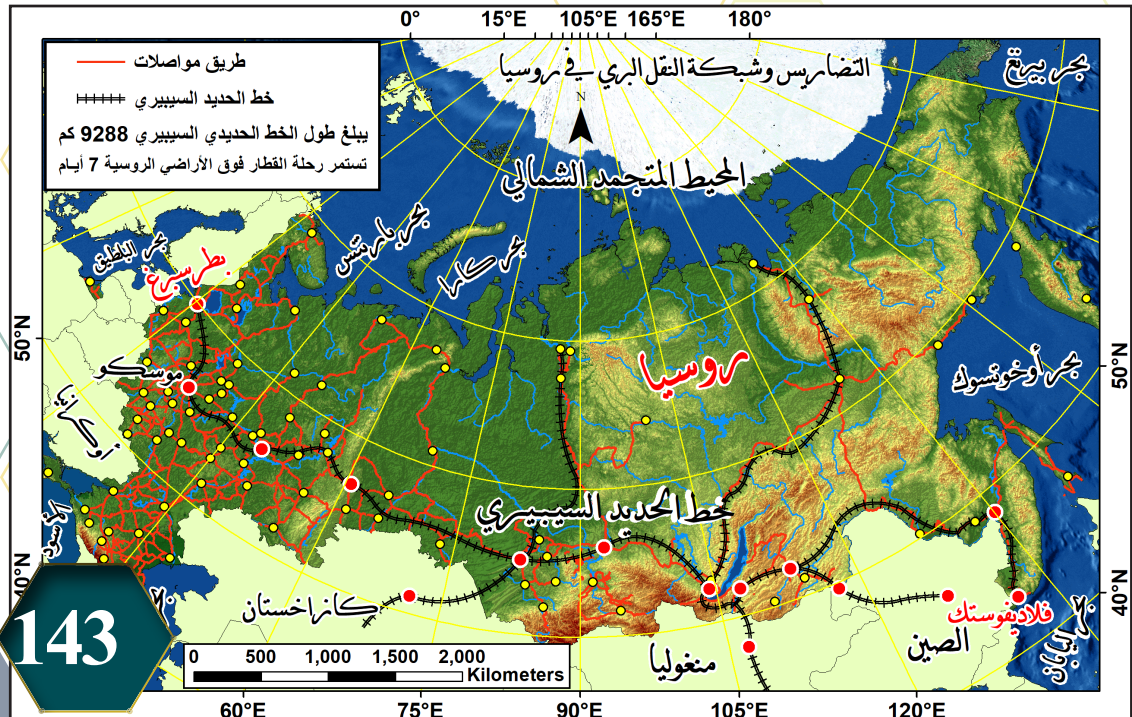 0° 15°E 105°E 165°E 180°
التضاريس وشبكة النقل البري في روسيا
بحر بيرنغ
طريق مواصلات
خط الحديد السيبيري
يبلغ طول الخط الحديدي السيبيري 9288 كم
تستمر رحلة القطار فوق الأراضي الروسية 7 أيام
N
المحيط المتجمد الشمالي
بحر البلطيق
بطرسبرغ
بحر بارنتس
بحر كارا
50°N
50°N
روسيا
موسكو
أوكرانيا
بحر أوخوتسوك
خط الحديد السيبيري
40°N
40°N
كازاخستان
فلاديفوستك
الصين
منغوليا
بحر اليابان
143
0 500 1,000 1,500 2,000
Kilometers
60°E 75°E 90°E 105°E 120°E